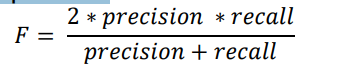 F = 2 * precision * recall / precision + recall